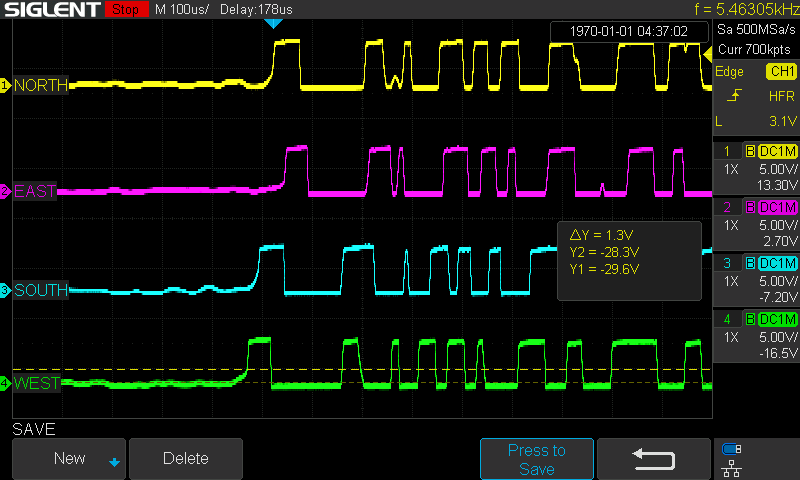 SIGLENT Stop M 100us/ Delay:178us f = 5.46305kHz
1970-01-01 04:37:02
Sa 500MSa/s
Curr 700kpts
Edge CH1
HFR
L 3.1V
1 B DC1M
1X 5.00V/
13.30V
2 B DC1M
1X 5.00V/
2.70V
3 B DC1M
1X 5.00V/
-7.20V
4 B DC1M
1X 5.00V/
-16.5V
1 NORTH
2 EAST
3 SOUTH
4 WEST
ΔY = 1.3V
Y2 = -28.3V
Y1 = -29.6V
SAVE
New
Delete
Press to
Save